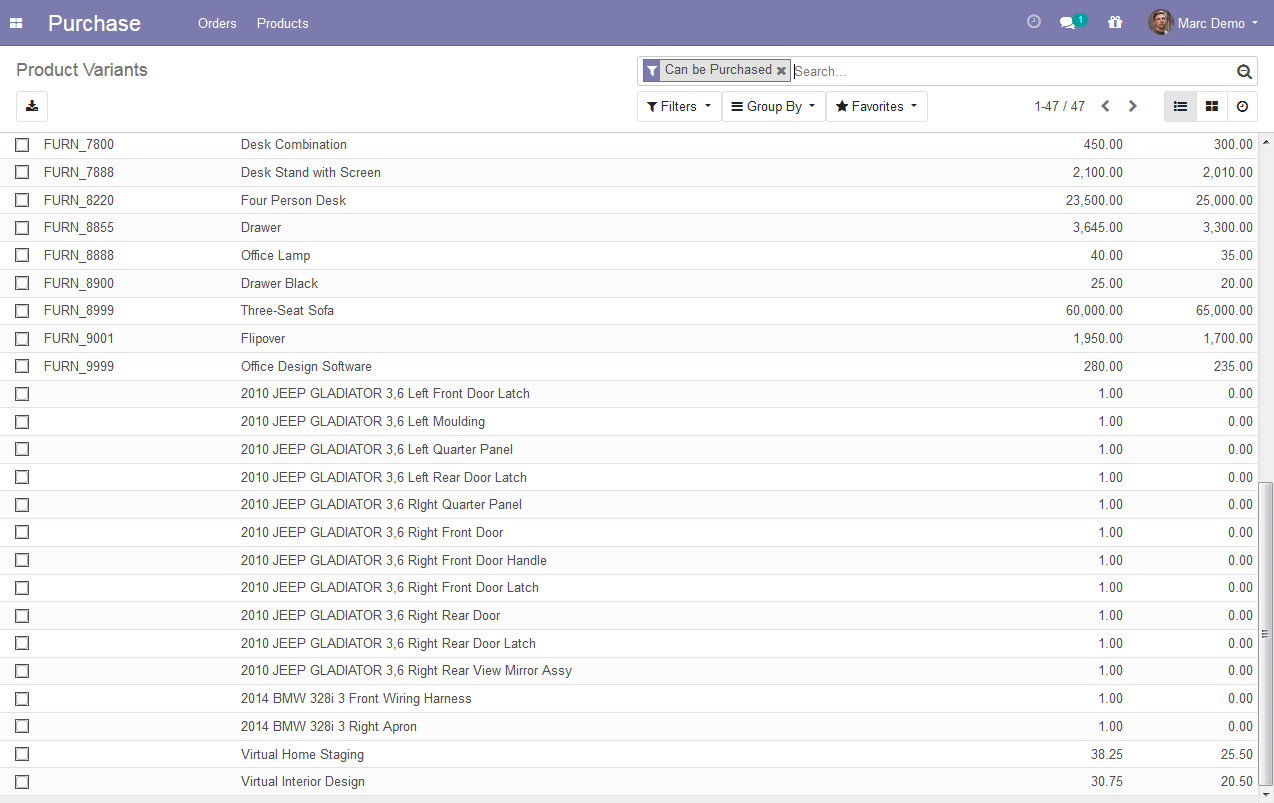 Purchase Orders Products 1 Marc Demo
Product Variants Can be Purchased Search...
Filters Group By Favorites 1-47 / 47
FURN_7800 Desk Combination 450.00 300.00
FURN_7888 Desk Stand with Screen 2,100.00 2,010.00
FURN_8220 Four Person Desk 23,500.00 25,000.00
FURN_8855 Drawer 3,645.00 3,300.00
FURN_8888 Office Lamp 40.00 35.00
FURN_8900 Drawer Black 25.00 20.00
FURN_8999 Three-Seat Sofa 60,000.00 65,000.00
FURN_9001 Flipover 1,950.00 1,700.00
FURN_9999 Office Design Software 280.00 235.00
2010 JEEP GLADIATOR 3,6 Left Front Door Latch 1.00 0.00
2010 JEEP GLADIATOR 3,6 Left Moulding 1.00 0.00
2010 JEEP GLADIATOR 3,6 Left Quarter Panel 1.00 0.00
2010 JEEP GLADIATOR 3,6 Left Rear Door Latch 1.00 0.00
2010 JEEP GLADIATOR 3,6 RIght Quarter Panel 1.00 0.00
2010 JEEP GLADIATOR 3,6 Right Front Door 1.00 0.00
2010 JEEP GLADIATOR 3,6 Right Front Door Handle 1.00 0.00
2010 JEEP GLADIATOR 3,6 Right Front Door Latch 1.00 0.00
2010 JEEP GLADIATOR 3,6 Right Rear Door 1.00 0.00
2010 JEEP GLADIATOR 3,6 Right Rear Door Latch 1.00 0.00
2010 JEEP GLADIATOR 3,6 Right Rear View Mirror Assy 1.00 0.00
2014 BMW 328i 3 Front Wiring Harness 1.00 0.00
2014 BMW 328i 3 Right Apron 1.00 0.00
Virtual Home Staging 38.25 25.50
Virtual Interior Design 30.75 20.50